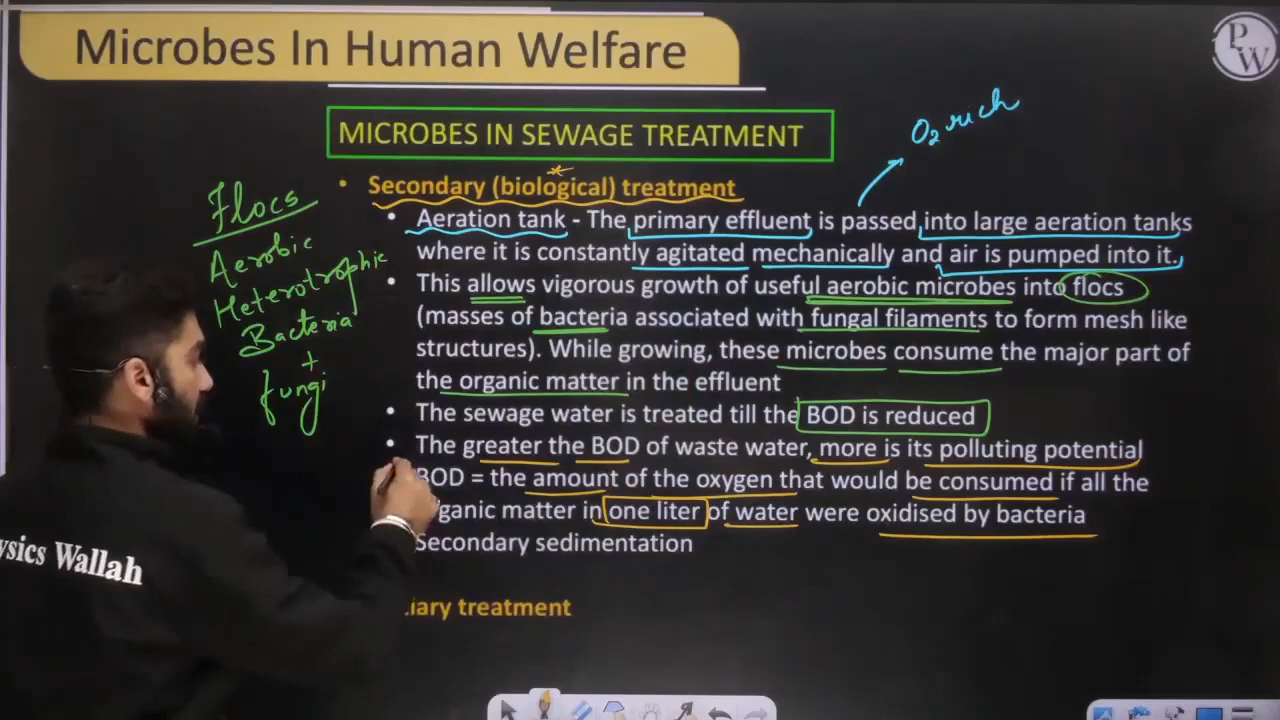 Microbes In Human Welfare
PW
MICROBES IN SEWAGE TREATMENT
O2 rich
• Secondary (biological) treatment
• Aeration tank - The primary effluent is passed into large aeration tanks
where it is constantly agitated mechanically and air is pumped into it.
• This allows vigorous growth of useful aerobic microbes into flocs
(masses of bacteria associated with fungal filaments to form mesh like
structures). While growing, these microbes consume the major part of
the organic matter in the effluent
• The sewage water is treated till the BOD is reduced
• The greater the BOD of waste water, more is its polluting potential
BOD = the amount of the oxygen that would be consumed if all the
ganic matter in one liter of water were oxidised by bacteria
Secondary sedimentation
iary treatment
Flocs
Aerobic
Heterotrophic
Bacteria
+
fungi
ysics Wallah